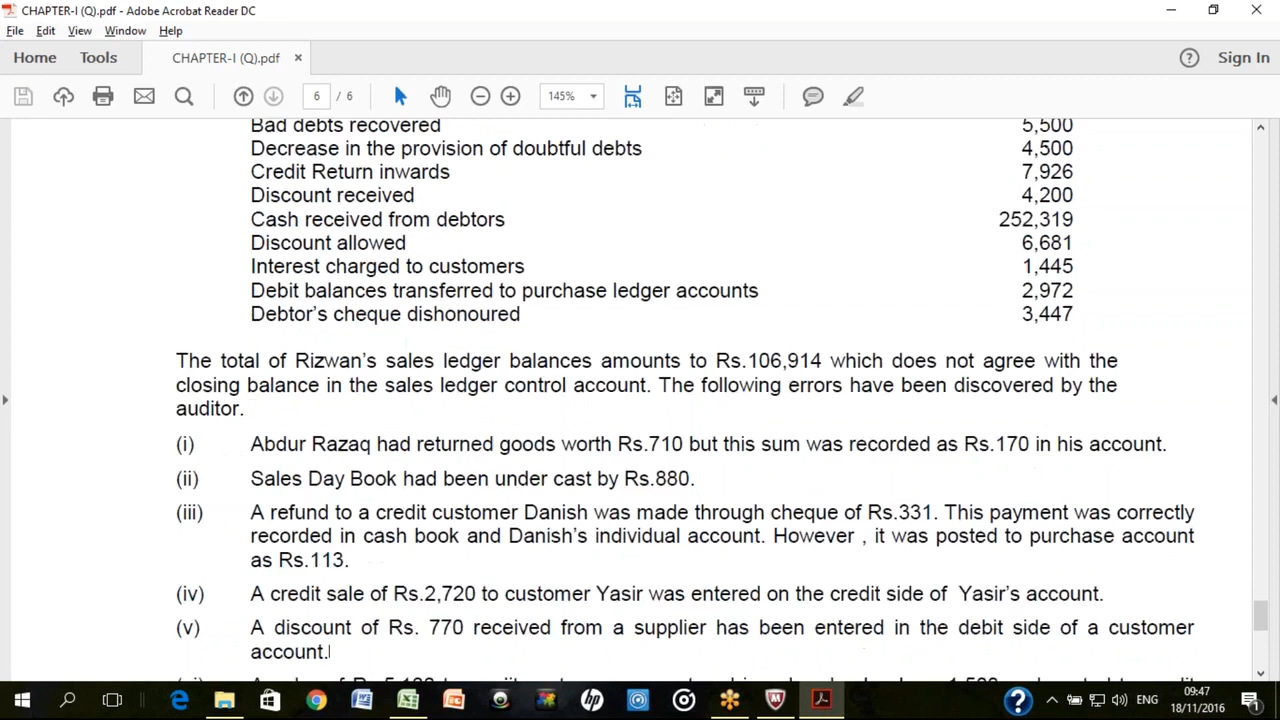 CHAPTER-I (Q).pdf - Adobe Acrobat Reader DC
File Edit View Window Help
Home Tools CHAPTER-I (Q).pdf × Sign In
6 / 6 145%
Bad debts recovered 5,500
Decrease in the provision of doubtful debts 4,500
Credit Return inwards 7,926
Discount received 4,200
Cash received from debtors 252,319
Discount allowed 6,681
Interest charged to customers 1,445
Debit balances transferred to purchase ledger accounts 2,972
Debtor's cheque dishonoured 3,447
The total of Rizwan's sales ledger balances amounts to Rs.106,914 which does not agree with the
closing balance in the sales ledger control account. The following errors have been discovered by the
auditor.
(i) Abdur Razaq had returned goods worth Rs.710 but this sum was recorded as Rs.170 in his account.
(ii) Sales Day Book had been under cast by Rs.880.
(iii) A refund to a credit customer Danish was made through cheque of Rs.331. This payment was correctly
recorded in cash book and Danish's individual account. However , it was posted to purchase account
as Rs.113.
(iv) A credit sale of Rs.2,720 to customer Yasir was entered on the credit side of Yasir's account.
(v) A discount of Rs. 770 received from a supplier has been entered in the debit side of a customer
account.
ENG 09:47
18/11/2016